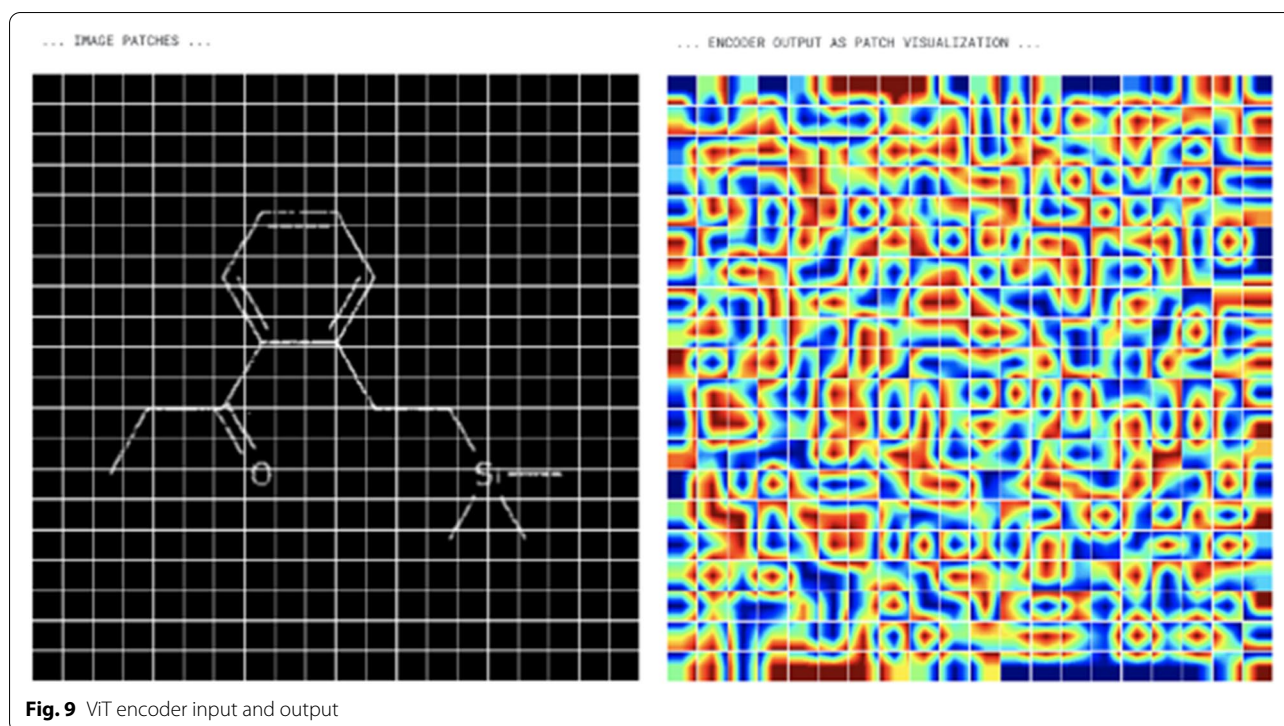 ... IMAGE PATCHES ...
... ENCODER OUTPUT AS PATCH VISUALIZATION ...
O
Si
Fig. 9 ViT encoder input and output